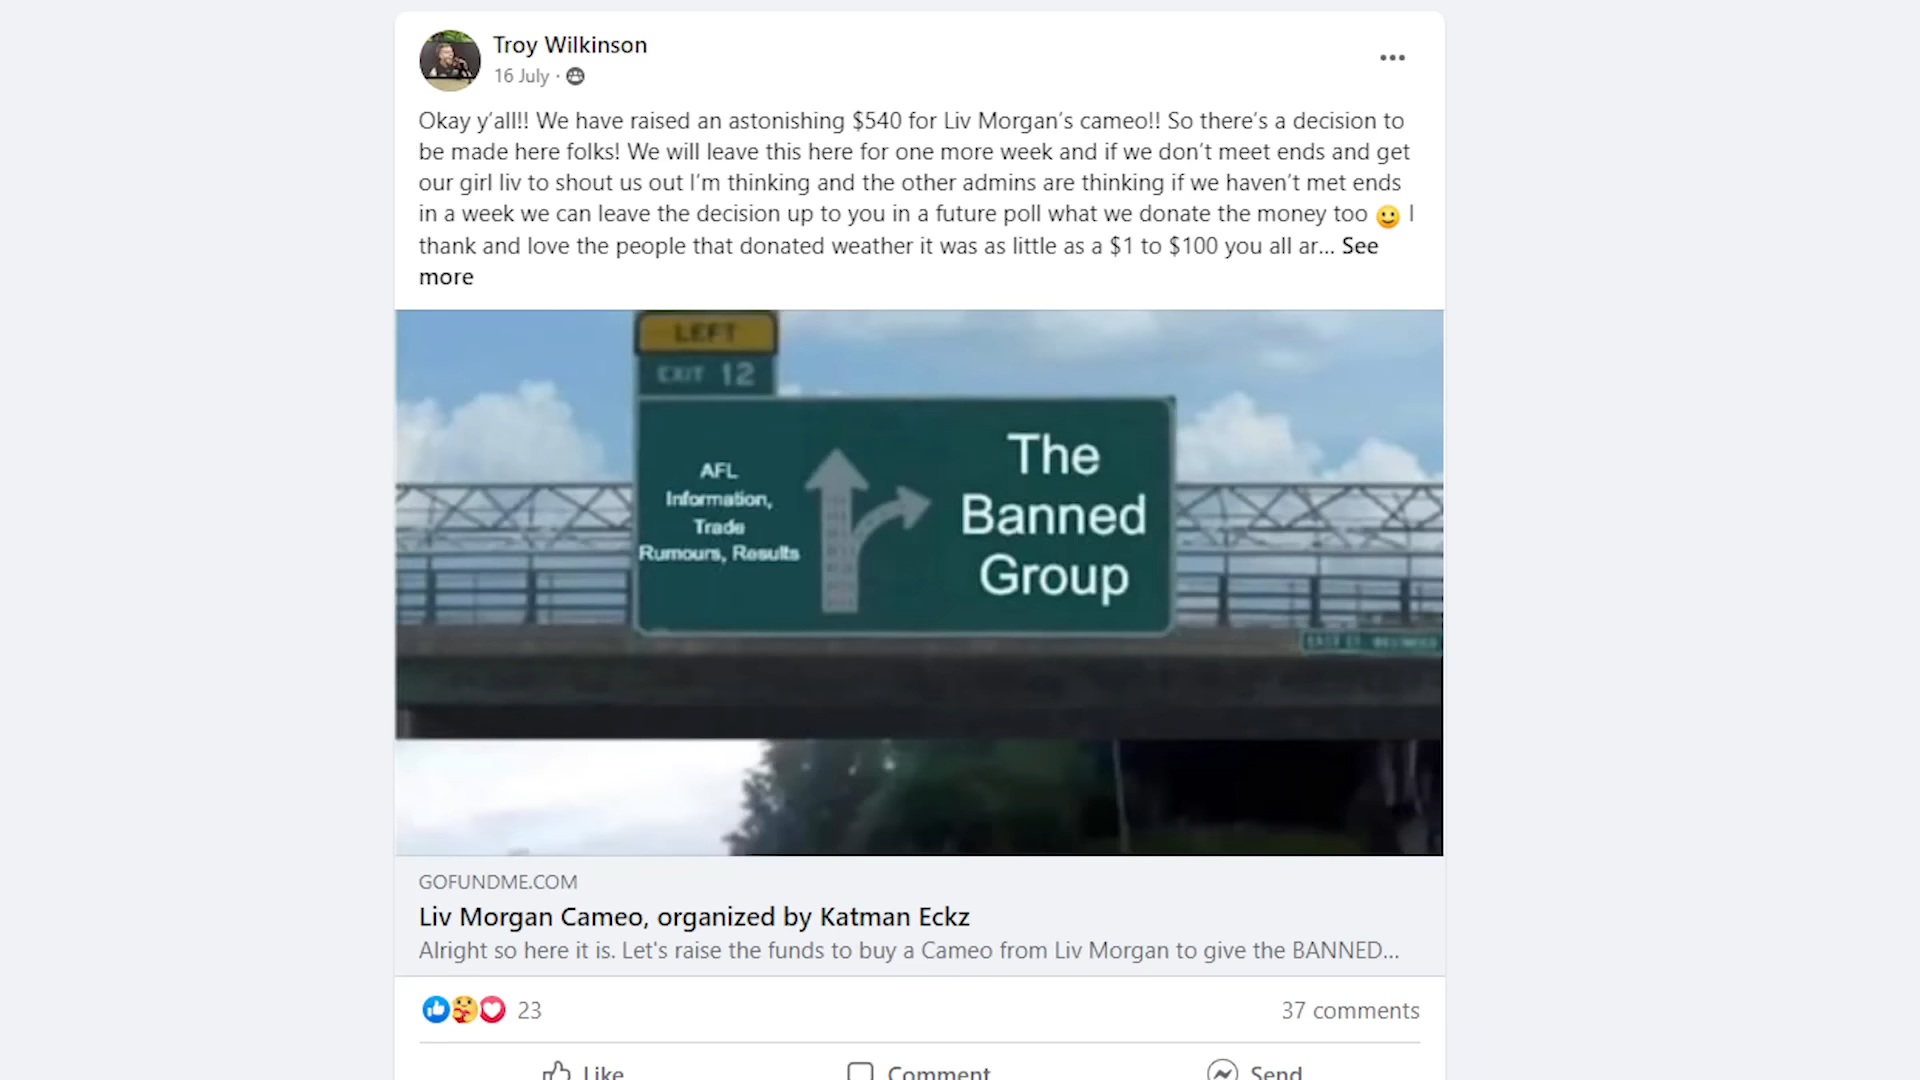 Troy Wilkinson
16 July ·
Okay y'all!! We have raised an astonishing $540 for Liv Morgan's cameo!! So there's a decision to
be made here folks! We will leave this here for one more week and if we don't meet ends and get
our girl liv to shout us out I'm thinking and the other admins are thinking if we haven't met ends
in a week we can leave the decision up to you in a future poll what we donate the money too 🙂 I
thank and love the people that donated weather it was as little as a $1 to $100 you all ar... See
more
LEFT
EXIT 12
AFL
Information,
Trade
Rumours, Results
The
Banned
Group
GOFUNDME.COM
Liv Morgan Cameo, organized by Katman Eckz
Alright so here it is. Let's raise the funds to buy a Cameo from Liv Morgan to give the BANNED...
23
37 comments
Like
Comment
Send